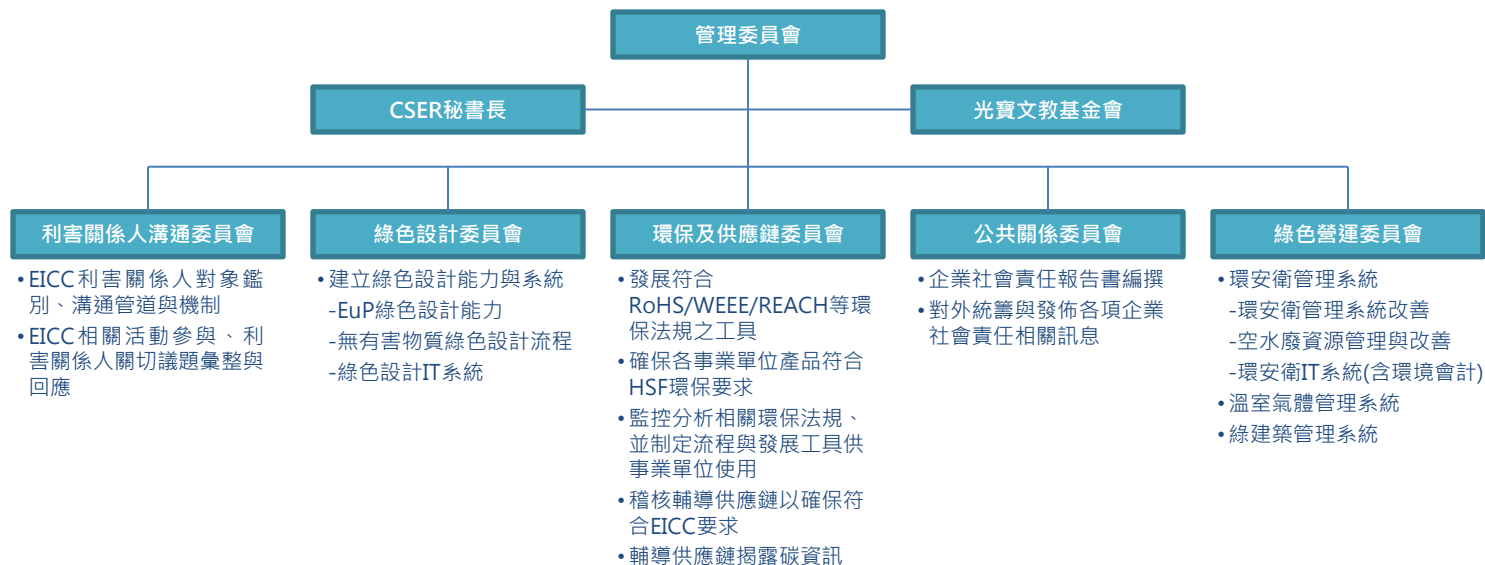 管理委員會
CSER秘書長
光寶文教基金會
利害關係人溝通委員會
•EICC利害關係人對象鑑
別、溝通管道與機制
•EICC相關活動參與、利
害關係人關切議題彙整與
回應
綠色設計委員會
•建立綠色設計能力與系統
-EuP綠色設計能力
-無有害物质綠色設計流程
-綠色設計IT系統
環保及供應鏈委員會
•發展符合
RoHS/WEEE/REACH等環
保法規之工具
•確保各事業單位產品符合
HSF環保要求
•監控分析相關環保法規、
並制定流程與發展工具供
事業單位使用
•稽核輔導供應鏈以確保符
合EICC要求
•輔導供應鏈揭露碳資訊
公共關係委員會
•企業社會責任報告書編撰
•對外統籌與發佈各項企業
社會責任相關訊息
綠色營運委員會
•環安衛管理系統
-環安衛管理系統改善
-空水廢資源管理與改善
-環安衛IT系統(含環境會計)
•溫室氣體管理系統
•綠建築管理系統